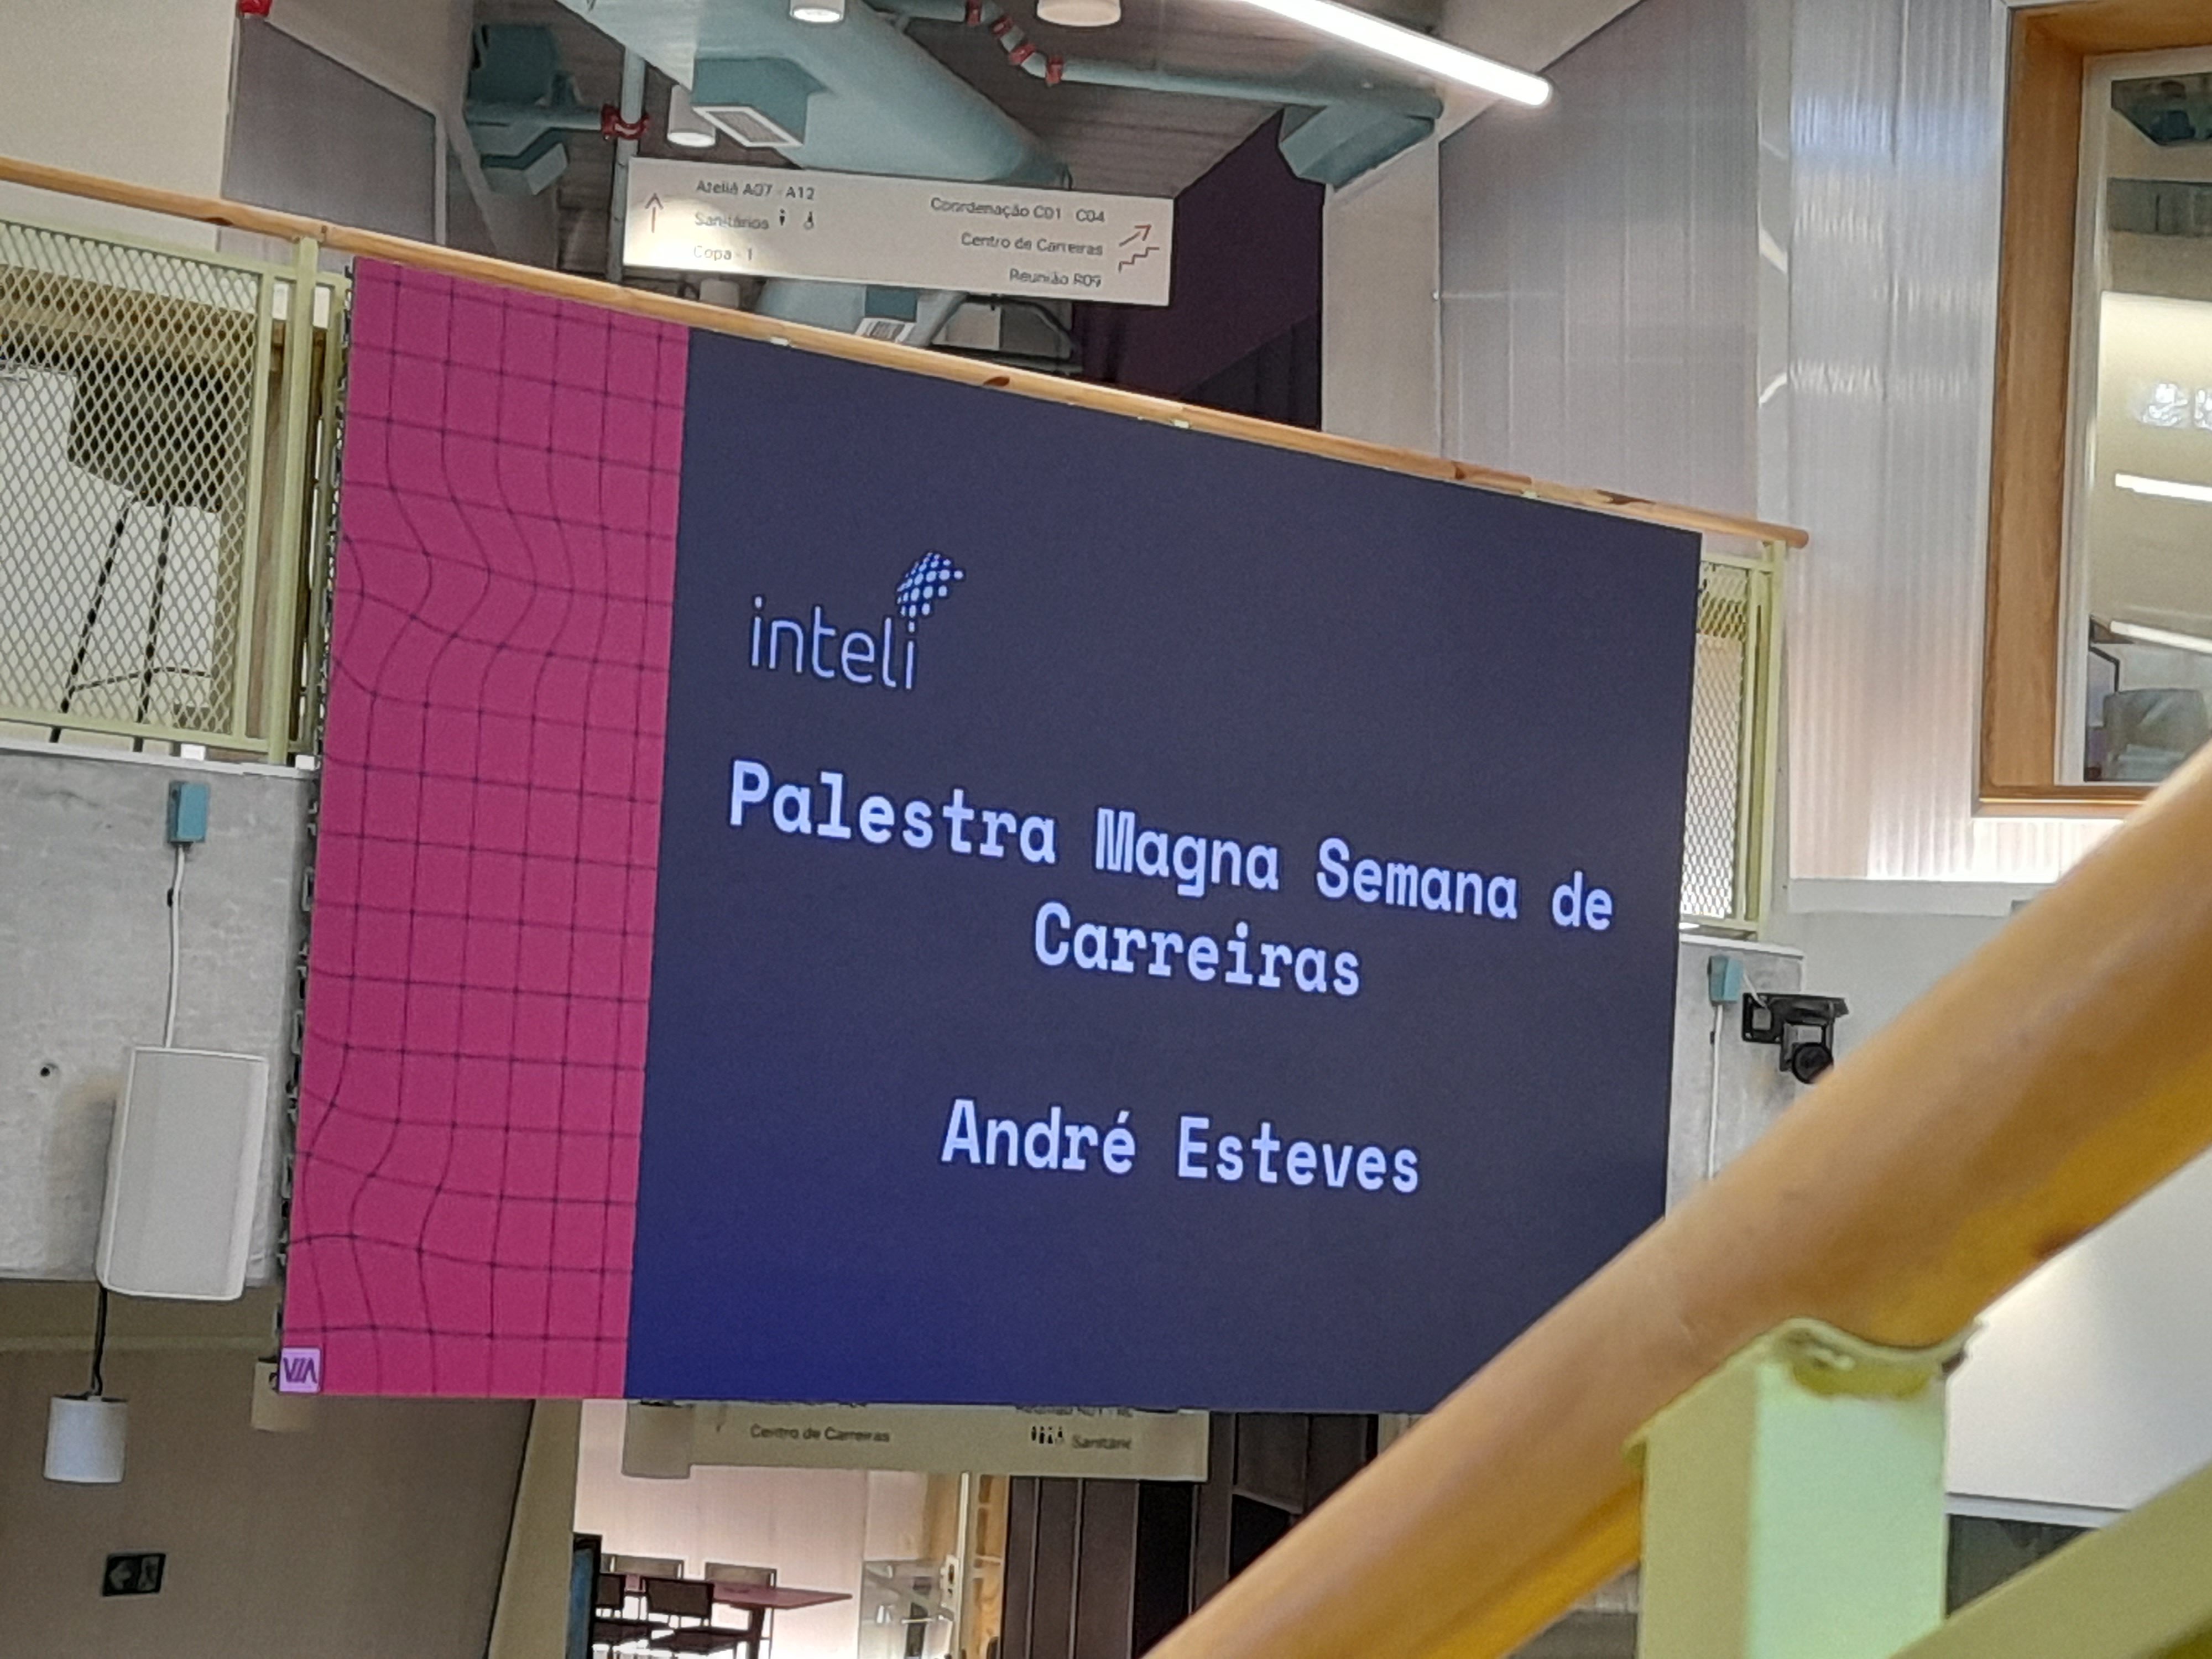 Ateliê A07 - A12
Sanitários
Copa - 1
Coordenação C01 C04
Centro de Carreiras
Reunião R09
inteli
Palestra Magna Semana de
Carreiras
André Esteves
VIA
Centro de Carreiras